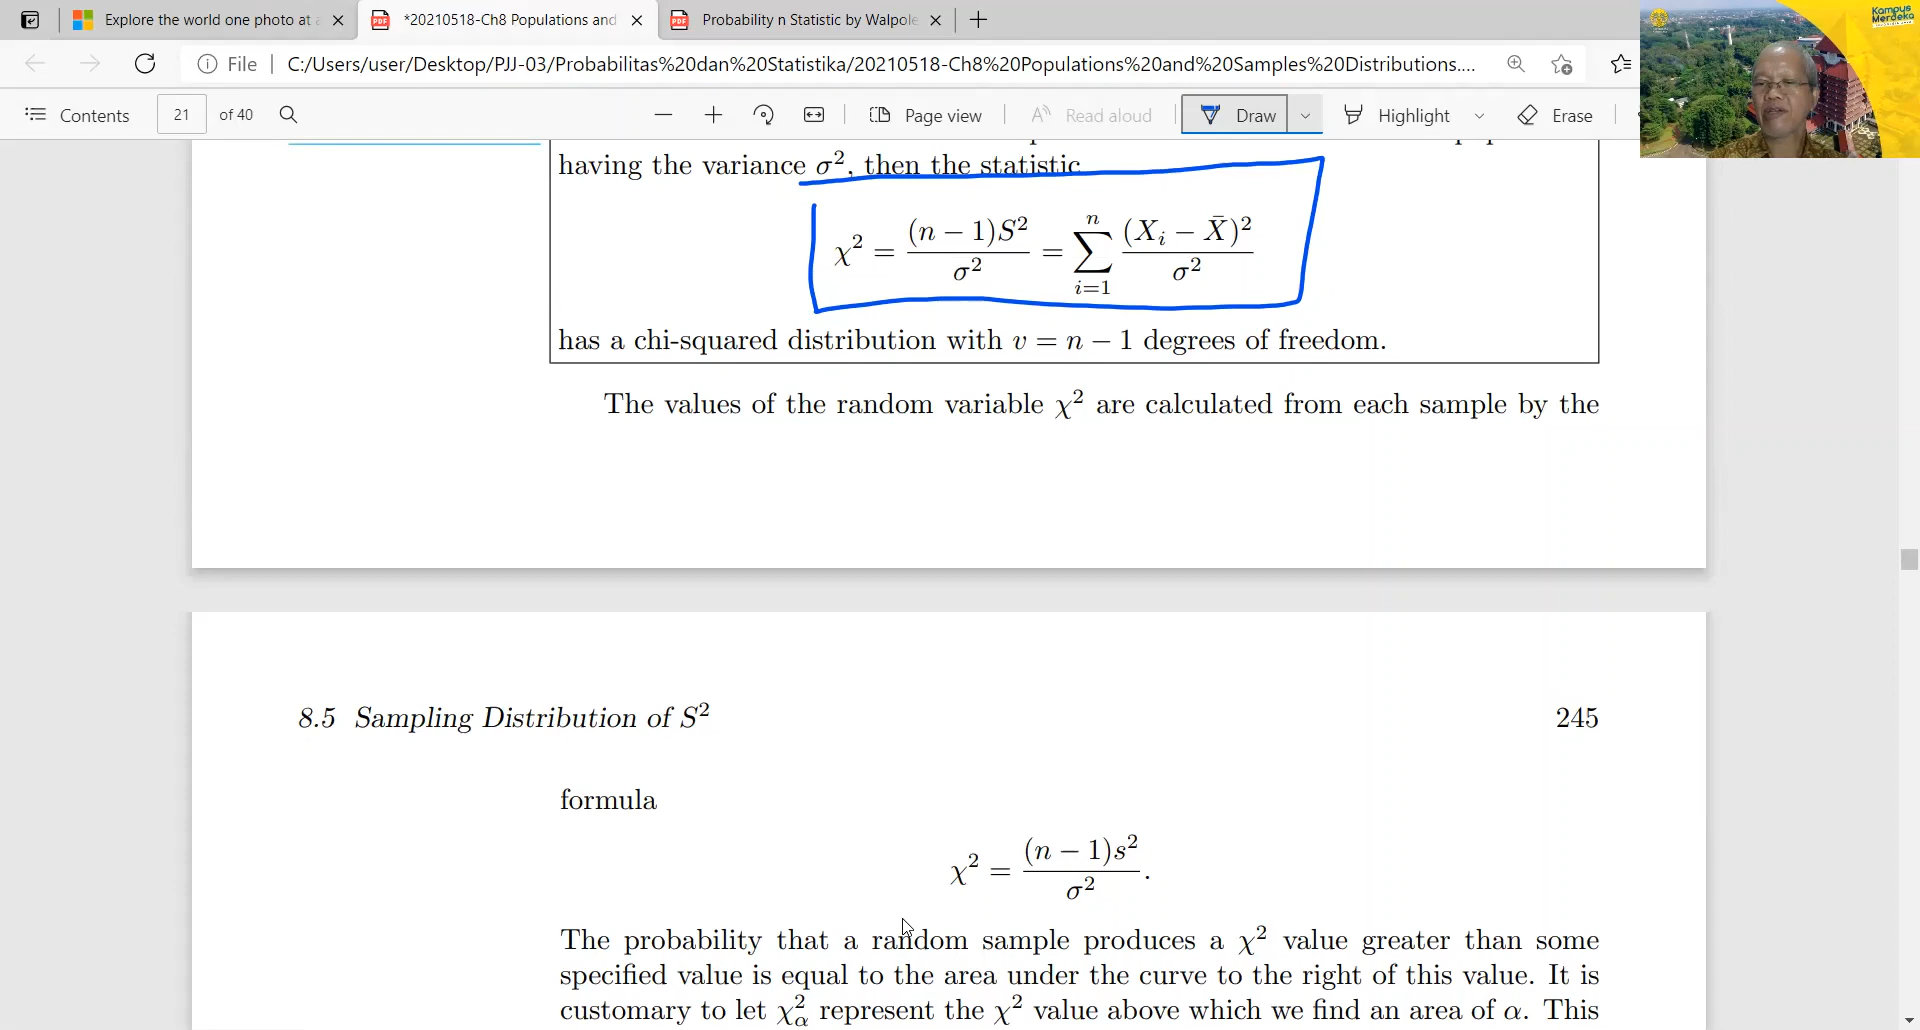 Explore the world one photo at a
*20210518-Ch8 Populations and
Probability n Statistic by Walpole
File
C:/Users/user/Desktop/PJJ-03/Probabilitas%20dan%20Statistika/20210518-Ch8%20Populations%20and%20Samples%20Distributions....
Contents
21 of 40
Page view
Read aloud
Draw
Highlight
Erase
Kampus
Merdeka
having the variance σ², then the statistic
χ² = (n − 1)S² / σ² = ∑ i=1 n (Xᵢ − X̄)² / σ²
has a chi-squared distribution with v = n − 1 degrees of freedom.
The values of the random variable χ² are calculated from each sample by the
8.5 Sampling Distribution of S² 245
formula
χ² = (n − 1)s² / σ².
The probability that a random sample produces a χ² value greater than some
specified value is equal to the area under the curve to the right of this value. It is
customary to let χ²α represent the χ² value above which we find an area of α. This